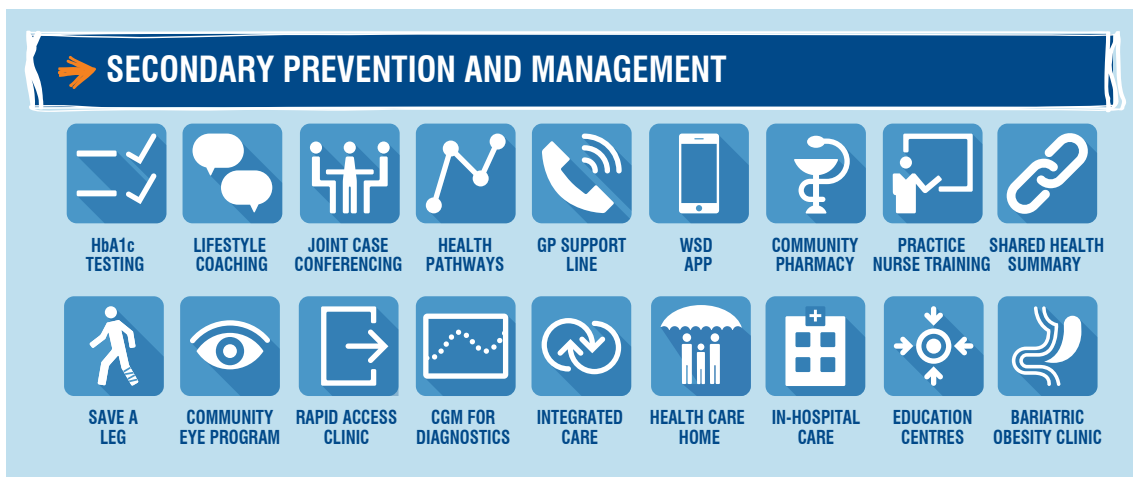 SECONDARY PREVENTION AND MANAGEMENT
HbA1c
TESTING
LIFESTYLE
COACHING
JOINT CASE
CONFERENCING
HEALTH
PATHWAYS
GP SUPPORT
LINE
WSD
APP
COMMUNITY
PHARMACY
PRACTICE
NURSE TRAINING
SHARED HEALTH
SUMMARY
SAVE A
LEG
COMMUNITY
EYE PROGRAM
RAPID ACCESS
CLINIC
CGM FOR
DIAGNOSTICS
INTEGRATED
CARE
HEALTH CARE
HOME
IN-HOSPITAL
CARE
EDUCATION
CENTRES
BARIATRIC
OBESITY CLINIC